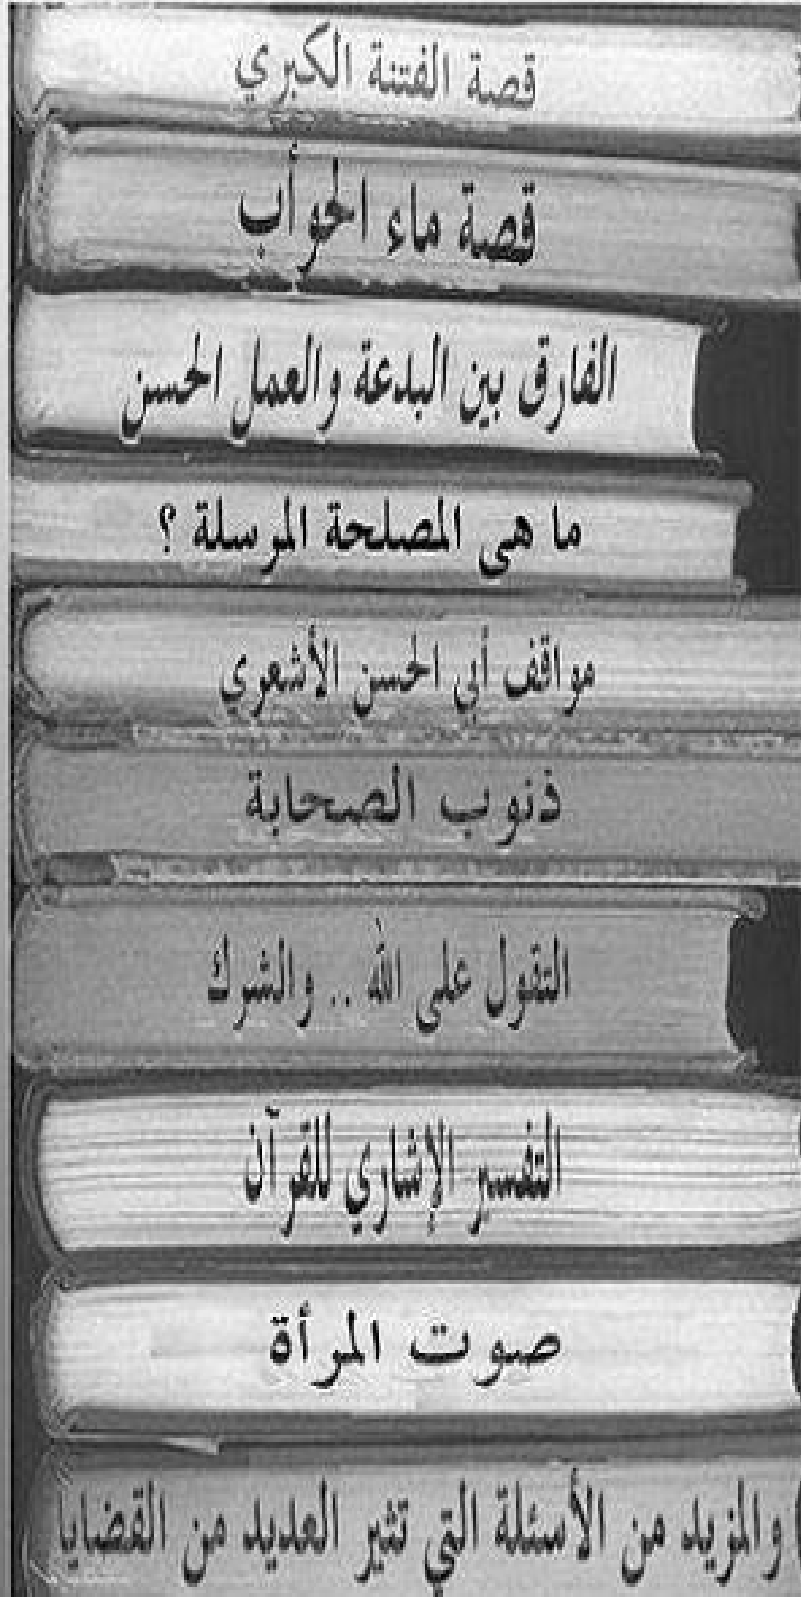 قصة الفتنة الكبري
قصة ماء الحوأب
الفارق بين البدعة والعمل الحسن
ما هى المصلحة المرسلة ؟
مواقف أبي الحسن الأشعري
ذنوب الصحابة
التقول على الله .. والشرك
التفسير الإشاري للقرآن
صوت المرأة
والمزيد من الأسئلة التي تثير العديد من القضايا